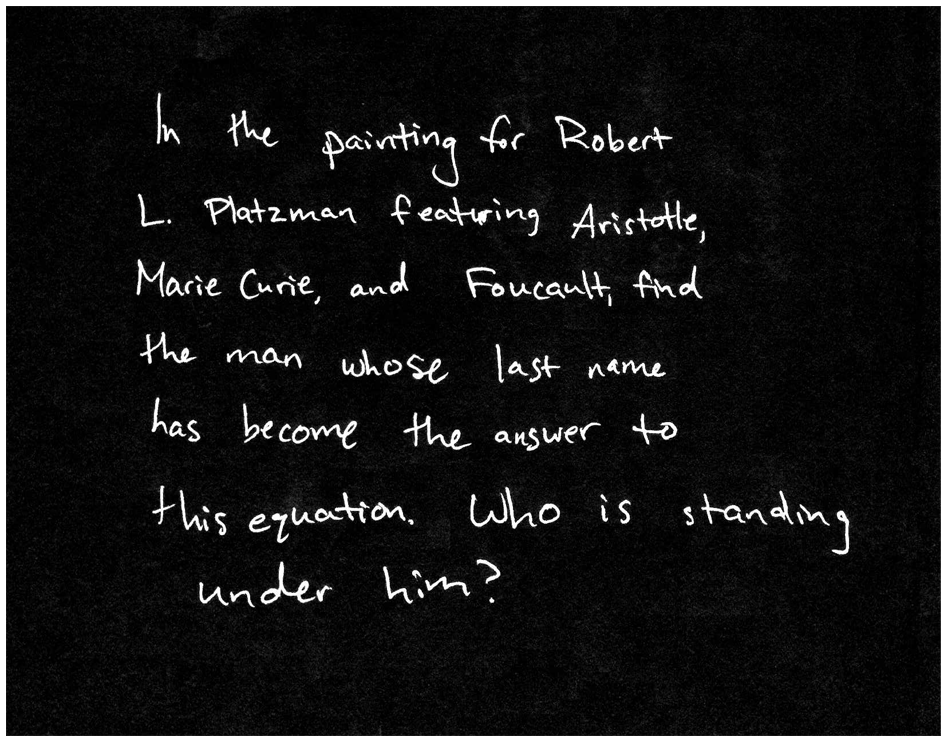 In the painting for Robert
L. Platzman featuring Aristotle,
Marie Curie, and Foucault, find
the man whose last name
has become the answer to
this equation. Who is standing
under him?